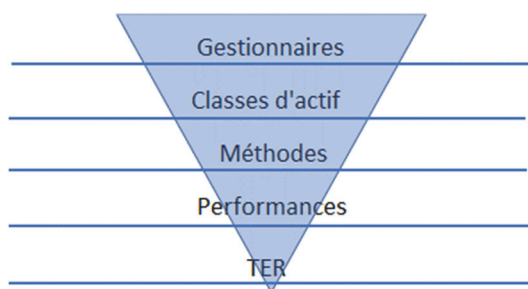 Gestionnaires
Classes d'actif
Méthodes
Performances
TER